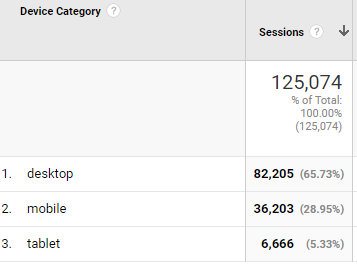 Device Category ?
Sessions ?
125,074
% of Total:
100.00%
(125,074)
1. desktop 82,205 (65.73%)
2. mobile 36,203 (28.95%)
3. tablet 6,666 (5.33%)